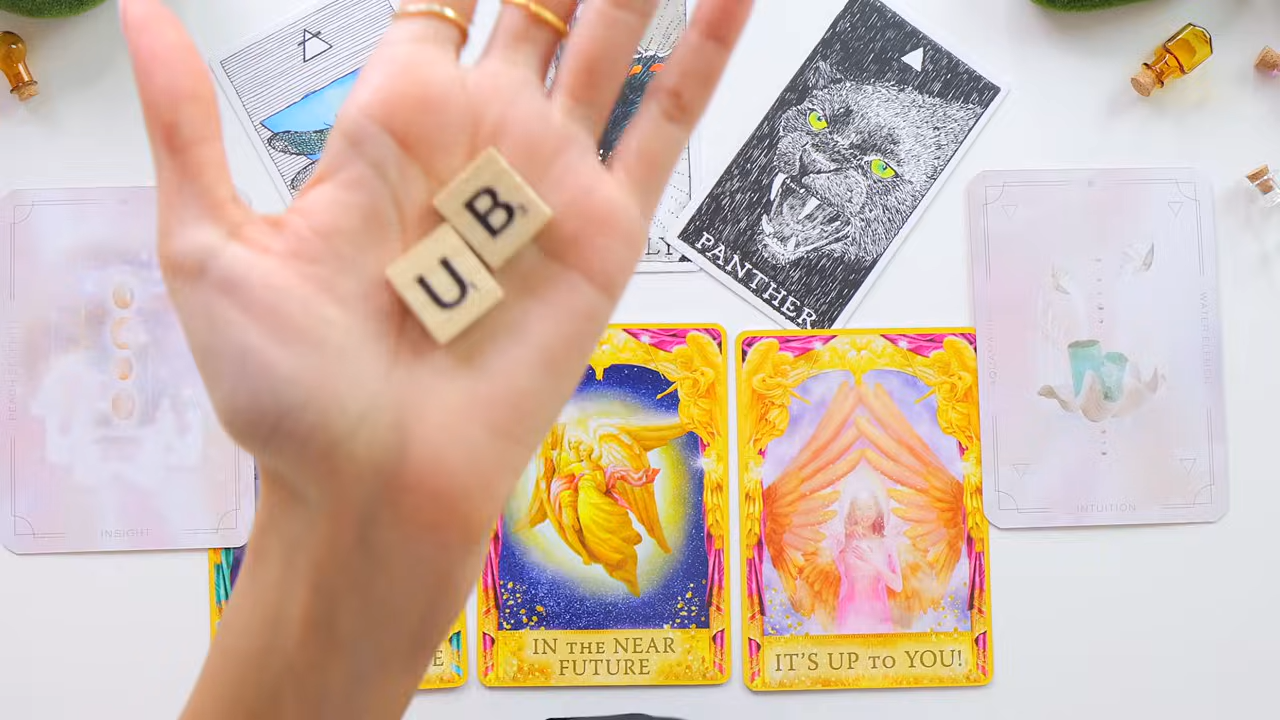 B
U
PANTHER
INSIGHT
INTUITION
IN THE NEAR
FUTURE
IT'S UP TO YOU!
E